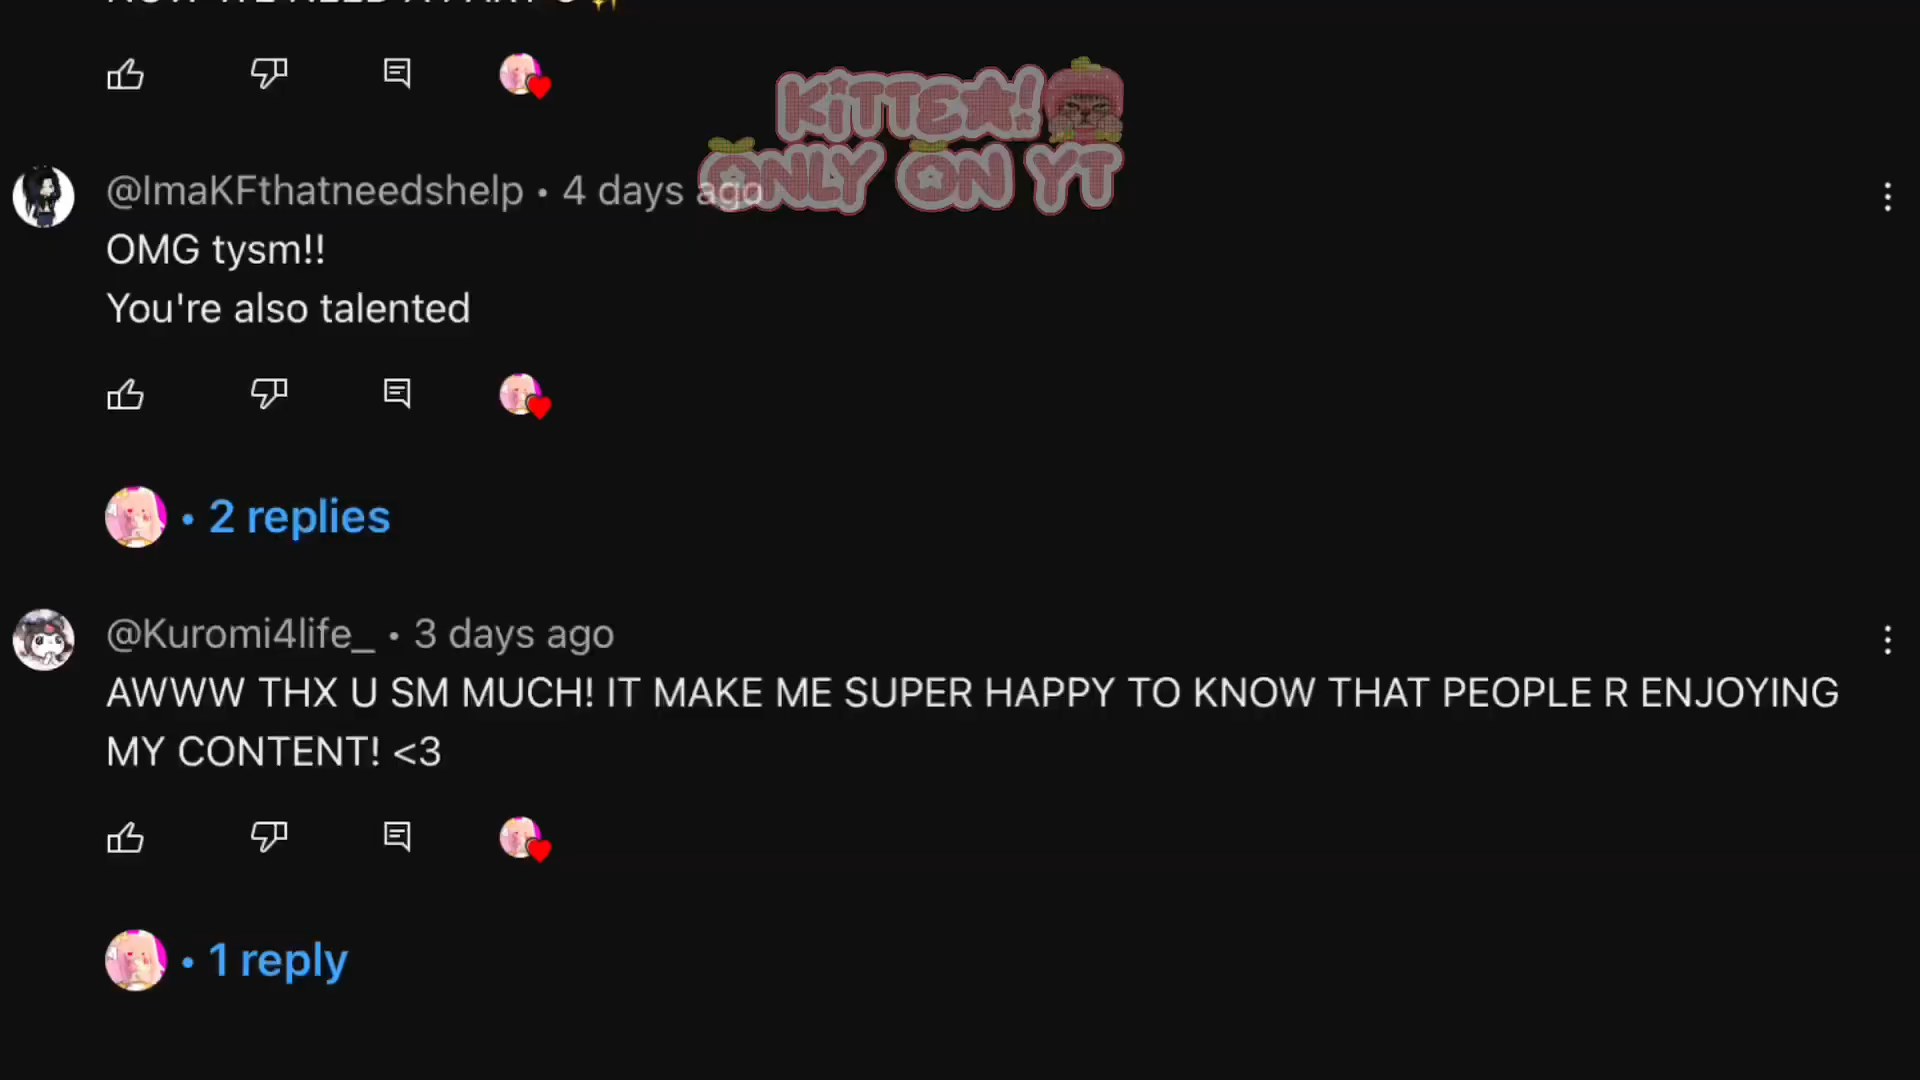 KiTTE★!
ONLY ON YT
@ImaKFthatneedshelp • 4 days ago
OMG tysm!!
You're also talented
• 2 replies
@Kuromi4life_ • 3 days ago
AWWW THX U SM MUCH! IT MAKE ME SUPER HAPPY TO KNOW THAT PEOPLE R ENJOYING
MY CONTENT! <3
• 1 reply